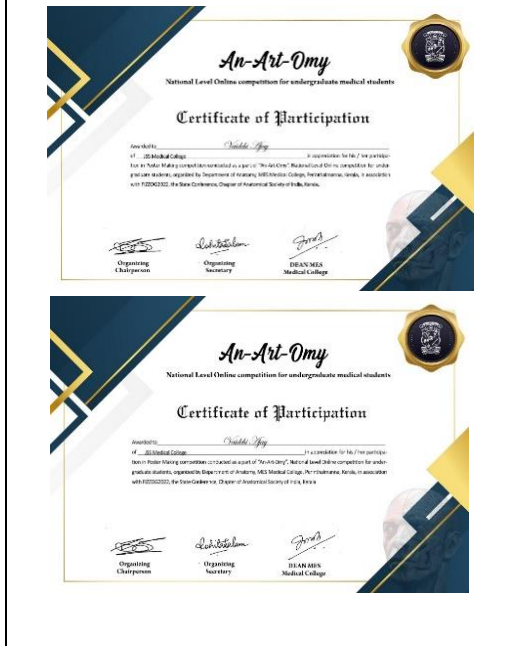 An-Art-Omy
National Level Online competition for undergraduate medical students
Certificate of Participation
Awarded to
of JSS Medical College in appreciation for his / her participa-
tion in Poster Making competition conducted as a part of "An-Art-Omy", National Level Online competition for under-
graduate students, organized by Department of Anatomy, MES Medical College, Perinthalmanna, Kerala, in association
with FIZZOG2022, the State Conference, Chapter of Anatomical Society of India, Kerala.
Organizing Organizing DEAN MES
Chairperson Secretary Medical College
An-Art-Omy
National Level Online competition for undergraduate medical students
Certificate of Participation
Awarded to
of JSS Medical College in appreciation for his / her participa-
tion in Poster Making competition conducted as a part of "An-Art-Omy", National Level Online competition for under-
graduate students, organized by Department of Anatomy, MES Medical College, Perinthalmanna, Kerala, in association
with FIZZOG2022, the State Conference, Chapter of Anatomical Society of India, Kerala
Organizing Organizing DEAN MES
Chairperson Secretary Medical College